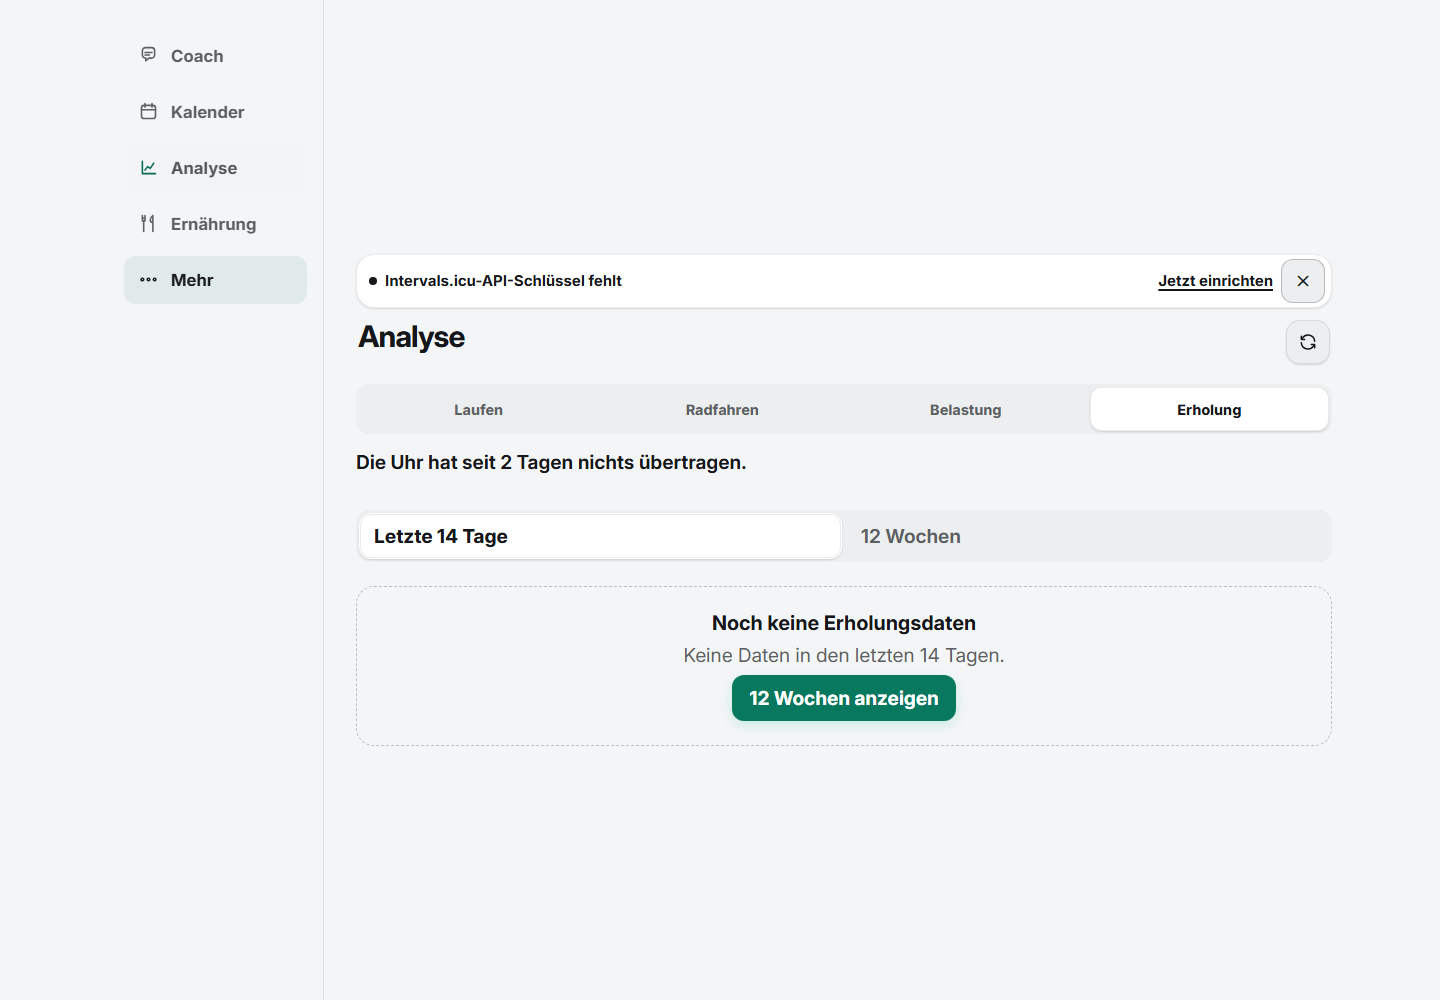 Coach
Kalender
Analyse
Ernährung
Mehr
Intervals.icu-API-Schlüssel fehlt
Jetzt einrichten
Analyse
Laufen
Radfahren
Belastung
Erholung
Die Uhr hat seit 2 Tagen nichts übertragen.
Letzte 14 Tage
12 Wochen
Noch keine Erholungsdaten
Keine Daten in den letzten 14 Tagen.
12 Wochen anzeigen